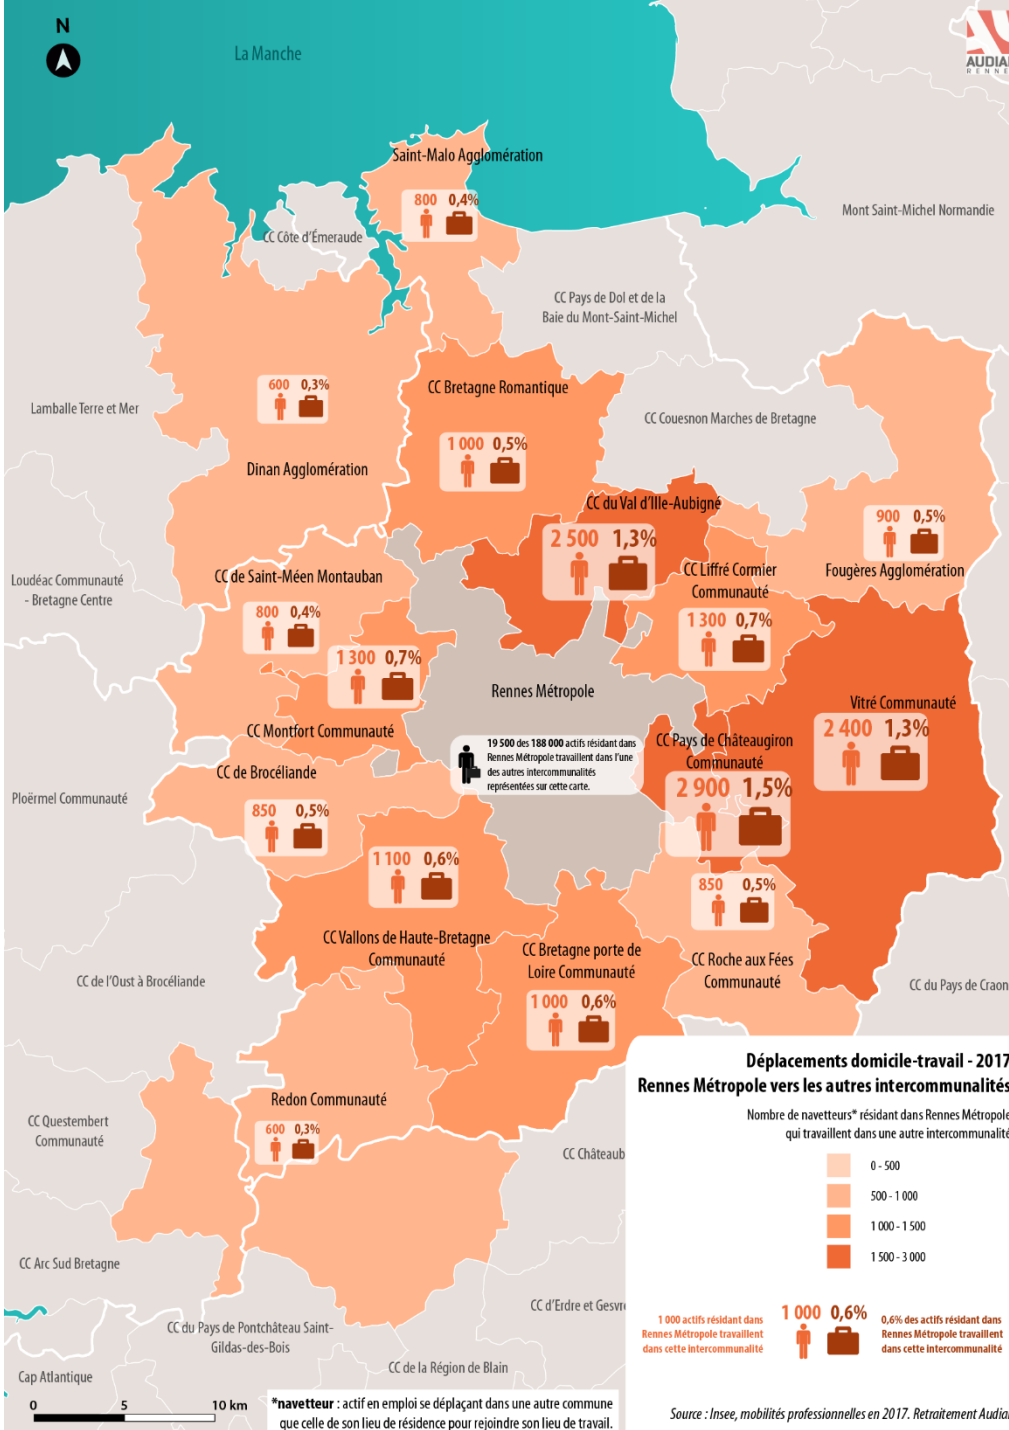 N
La Manche
AUDIA
RENNE
Saint-Malo Agglomération
800 0,4%
Mont Saint-Michel Normandie
CC Côte d'Émeraude
CC Pays de Dol et de la
Baie du Mont-Saint-Michel
600 0,3%
CC Bretagne Romantique
Lamballe Terre et Mer
CC Couesnon Marches de Bretagne
1 000 0,5%
Dinan Agglomération
CC du Val d'Ille-Aubigné
2 500 1,3%
900 0,5%
Fougères Agglomération
CC Liffré Cormier
Communauté
1 300 0,7%
Loudéac Communauté
- Bretagne Centre
CC de Saint-Méen Montauban
800 0,4%
1 300 0,7%
CC Montfort Communauté
Rennes Métropole
Vitré Communauté
2 400 1,3%
19 500 des 188 000 actifs résidant dans
Rennes Métropole travaillent dans l'une
des autres intercommunalités
représentées sur cette carte.
CC Pays de Châteaugiron
Communauté
2 900 1,5%
CC de Brocéliande
850 0,5%
Ploërmel Communauté
1 100 0,6%
850 0,5%
CC Vallons de Haute-Bretagne
Communauté
CC Bretagne porte de
Loire Communauté
1 000 0,6%
CC Roche aux Fées
Communauté
CC de l'Oust à Brocéliande
CC du Pays de Craon
Redon Communauté
600 0,3%
CC Questembert
Communauté
CC Châteaub
CC Arc Sud Bretagne
CC d'Erdre et Gesvre
CC du Pays de Pontchâteau Saint-
Gildas-des-Bois
CC de la Région de Blain
Cap Atlantique
0 5 10 km
*navetteur : actif en emploi se déplaçant dans une autre commune
que celle de son lieu de résidence pour rejoindre son lieu de travail.
Déplacements domicile-travail - 2017
Rennes Métropole vers les autres intercommunalités
Nombre de navetteurs* résidant dans Rennes Métropole
qui travaillent dans une autre intercommunalité
0 - 500
500 - 1 000
1 000 - 1 500
1 500 - 3 000
1 000 actifs résidant dans
Rennes Métropole travaillent
dans cette intercommunalité
1 000 0,6%
0,6% des actifs résidant dans
Rennes Métropole travaillent
dans cette intercommunalité
Source : Insee, mobilités professionnelles en 2017. Retraitement Audiar